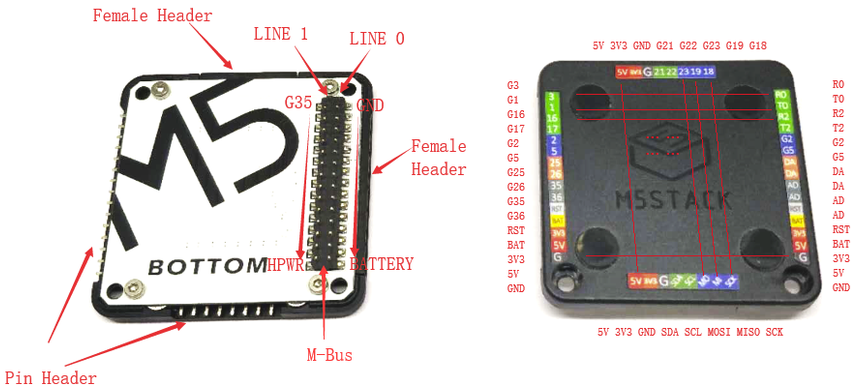 Female Header
LINE 1
LINE 0
G35
GND
Female
Header
M5
BOTTOM
HPWR
BATTERY
M-Bus
Pin Header
5V 3V3 GND G21 G22 G23 G19 G18
5V 3V3 G 21 22 23 19 18
G3
G1
G16
G17
G2
G5
G25
G26
G35
G36
RST
BAT
3V3
5V
GND
3
1
16
17
2
5
25
26
35
36
RST
BAT
3V3
5V
G
M5STACK
R0
T0
R2
T2
G2
G5
DA
DA
AD
AD
RST
BAT
3V3
5V
G
R0
T0
R2
T2
G2
G5
DA
DA
AD
AD
RST
BAT
3V3
5V
GND
5V 3V3 G
5V 3V3 GND SDA SCL MOSI MISO SCK